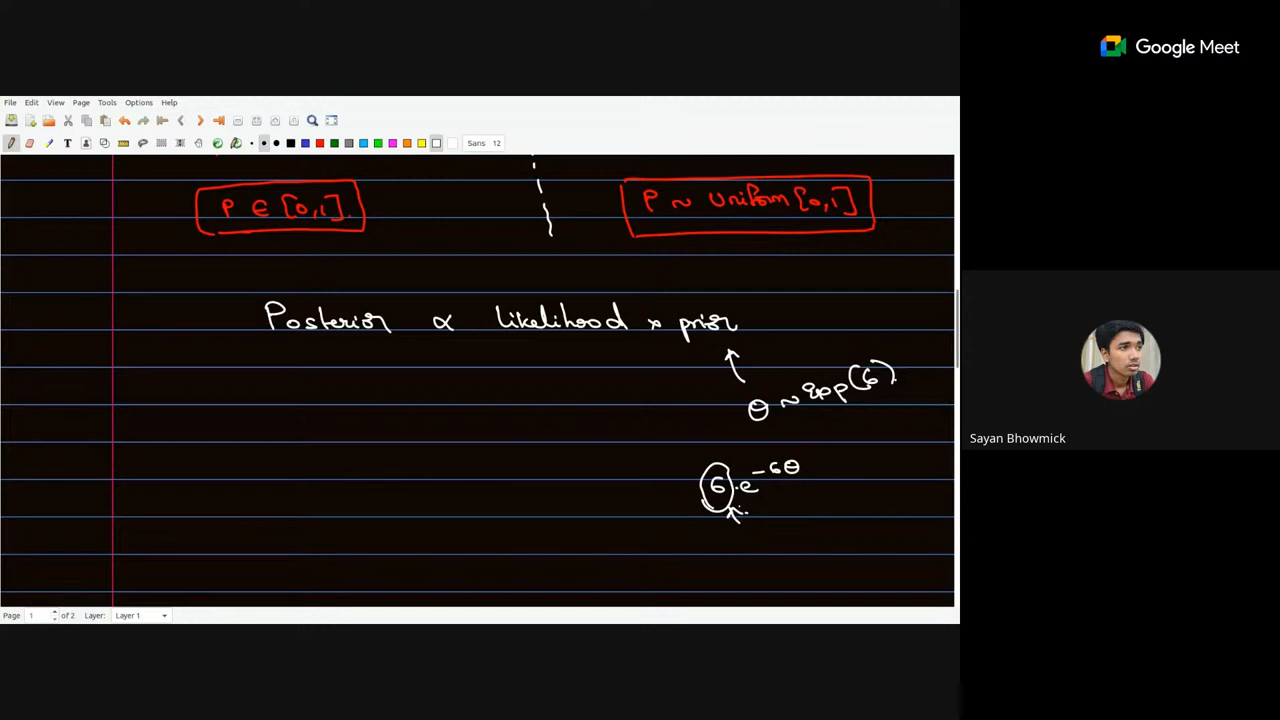 Google Meet
File Edit View Page Tools Options Help
Sans 12
P ∈ [0,1].
P ~ Uniform [0,1]
Posterior ∝ likelihood × prior
θ ~ Exp(6).
6 · e^{-6θ}
Sayan Bhowmick
Page 1 of 2 Layer: Layer 1